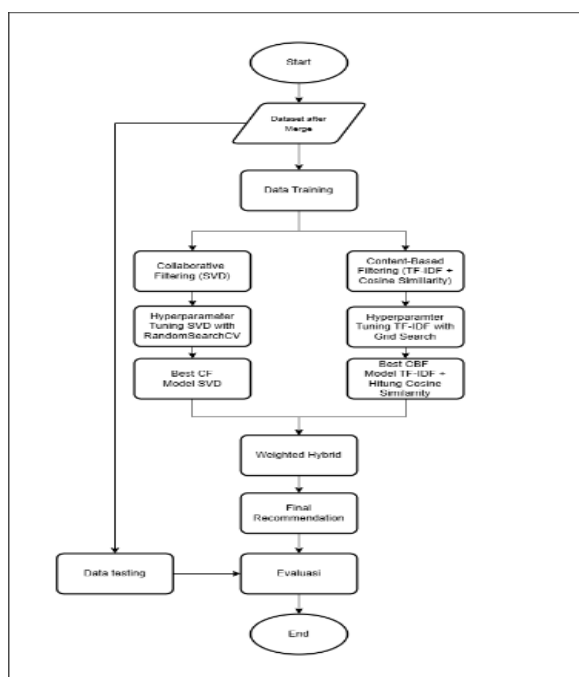 Start
Dataset after
Merge
Data Training
Collaborative
Filtering (SVD)
Content-Based
Filtering (TF-IDF +
Cosine Similarity)
Hyperparameter
Tuning SVD with
RandomSearchCV
Hyperparamter
Tuning TF-IDF with
Grid Search
Best CF
Model SVD
Best CBF
Model TF-IDF +
Hitung Cosine
Similarity
Weighted Hybrid
Final
Recommendation
Data testing
Evaluasi
End